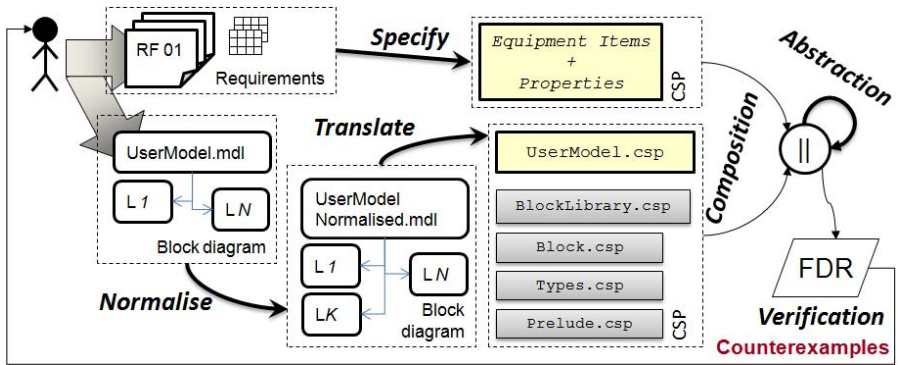 RF 01
Requirements
Specify
Equipment Items
+
Properties
CSP
Abstraction
UserModel.mdl
L 1
L N
Block diagram
Normalise
Translate
UserModel
Normalised.mdl
L 1
L N
LK
Block
diagram
UserModel.csp
BlockLibrary.csp
Block.csp
Types.csp
Prelude.csp
CSP
Composition
||
FDR
Verification
Counterexamples